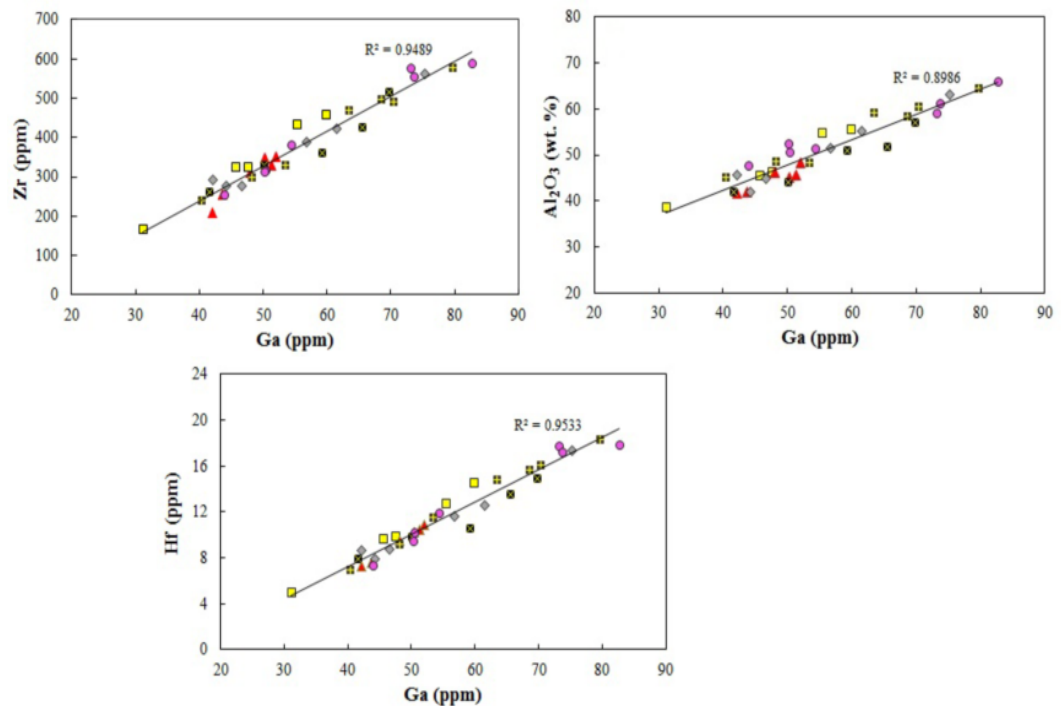 700
600
500
400
300
200
100
0
Zr (ppm)
R² = 0.9489
20 30 40 50 60 70 80 90
Ga (ppm)
80
70
60
50
40
30
20
Al₂O₃ (wt. %)
R² = 0.8986
20 30 40 50 60 70 80 90
Ga (ppm)
24
20
16
12
8
4
0
Hf (ppm)
R² = 0.9533
20 30 40 50 60 70 80 90
Ga (ppm)